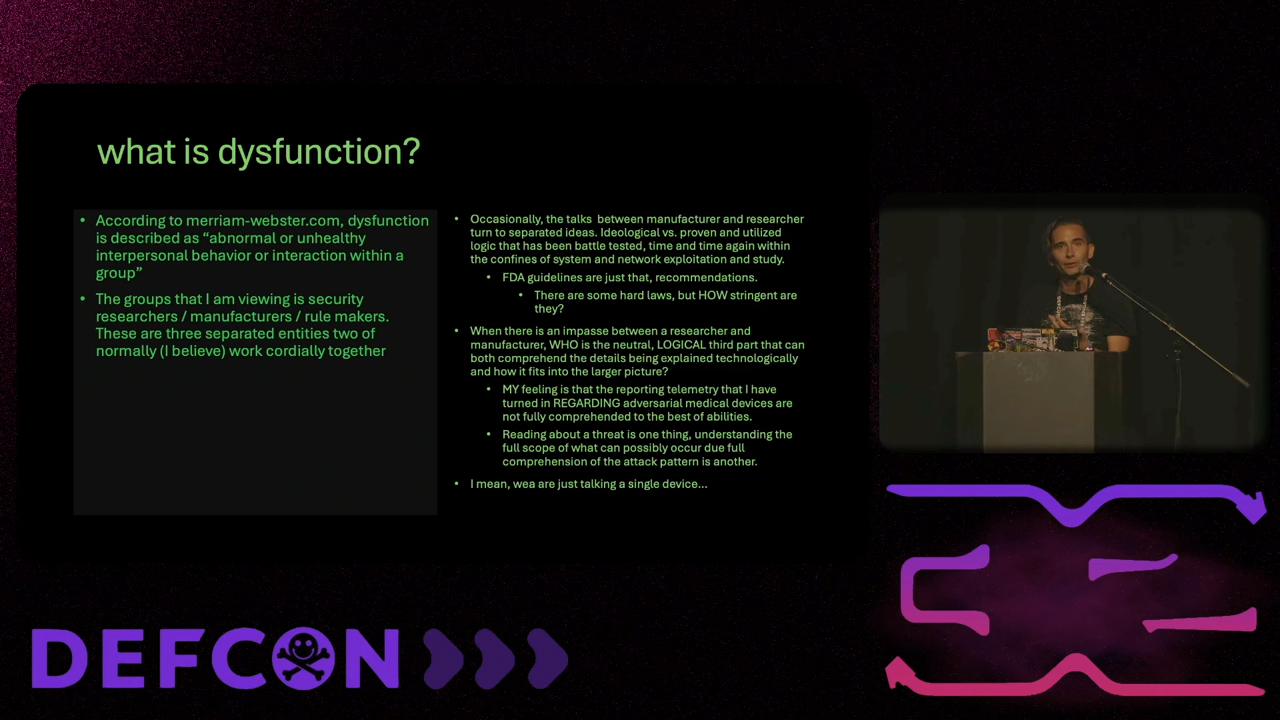 what is dysfunction?
• According to merriam-webster.com, dysfunction
is described as “abnormal or unhealthy
interpersonal behavior or interaction within a
group”
• The groups that I am viewing is security
researchers / manufacturers / rule makers.
These are three separated entities two of
normally (I believe) work cordially together
• Occasionally, the talks between manufacturer and researcher
turn to separated ideas. Ideological vs. proven and utilized
logic that has been battle tested, time and time again within
the confines of system and network exploitation and study.
• FDA guidelines are just that, recommendations.
• There are some hard laws, but HOW stringent are
they?
• When there is an impasse between a researcher and
manufacturer, WHO is the neutral, LOGICAL third part that can
both comprehend the details being explained technologically
and how it fits into the larger picture?
• MY feeling is that the reporting telemetry that I have
turned in REGARDING adversarial medical devices are
not fully comprehended to the best of abilities.
• Reading about a threat is one thing, understanding the
full scope of what can possibly occur due full
comprehension of the attack pattern is another.
• I mean, wea are just talking a single device...
DEFCON